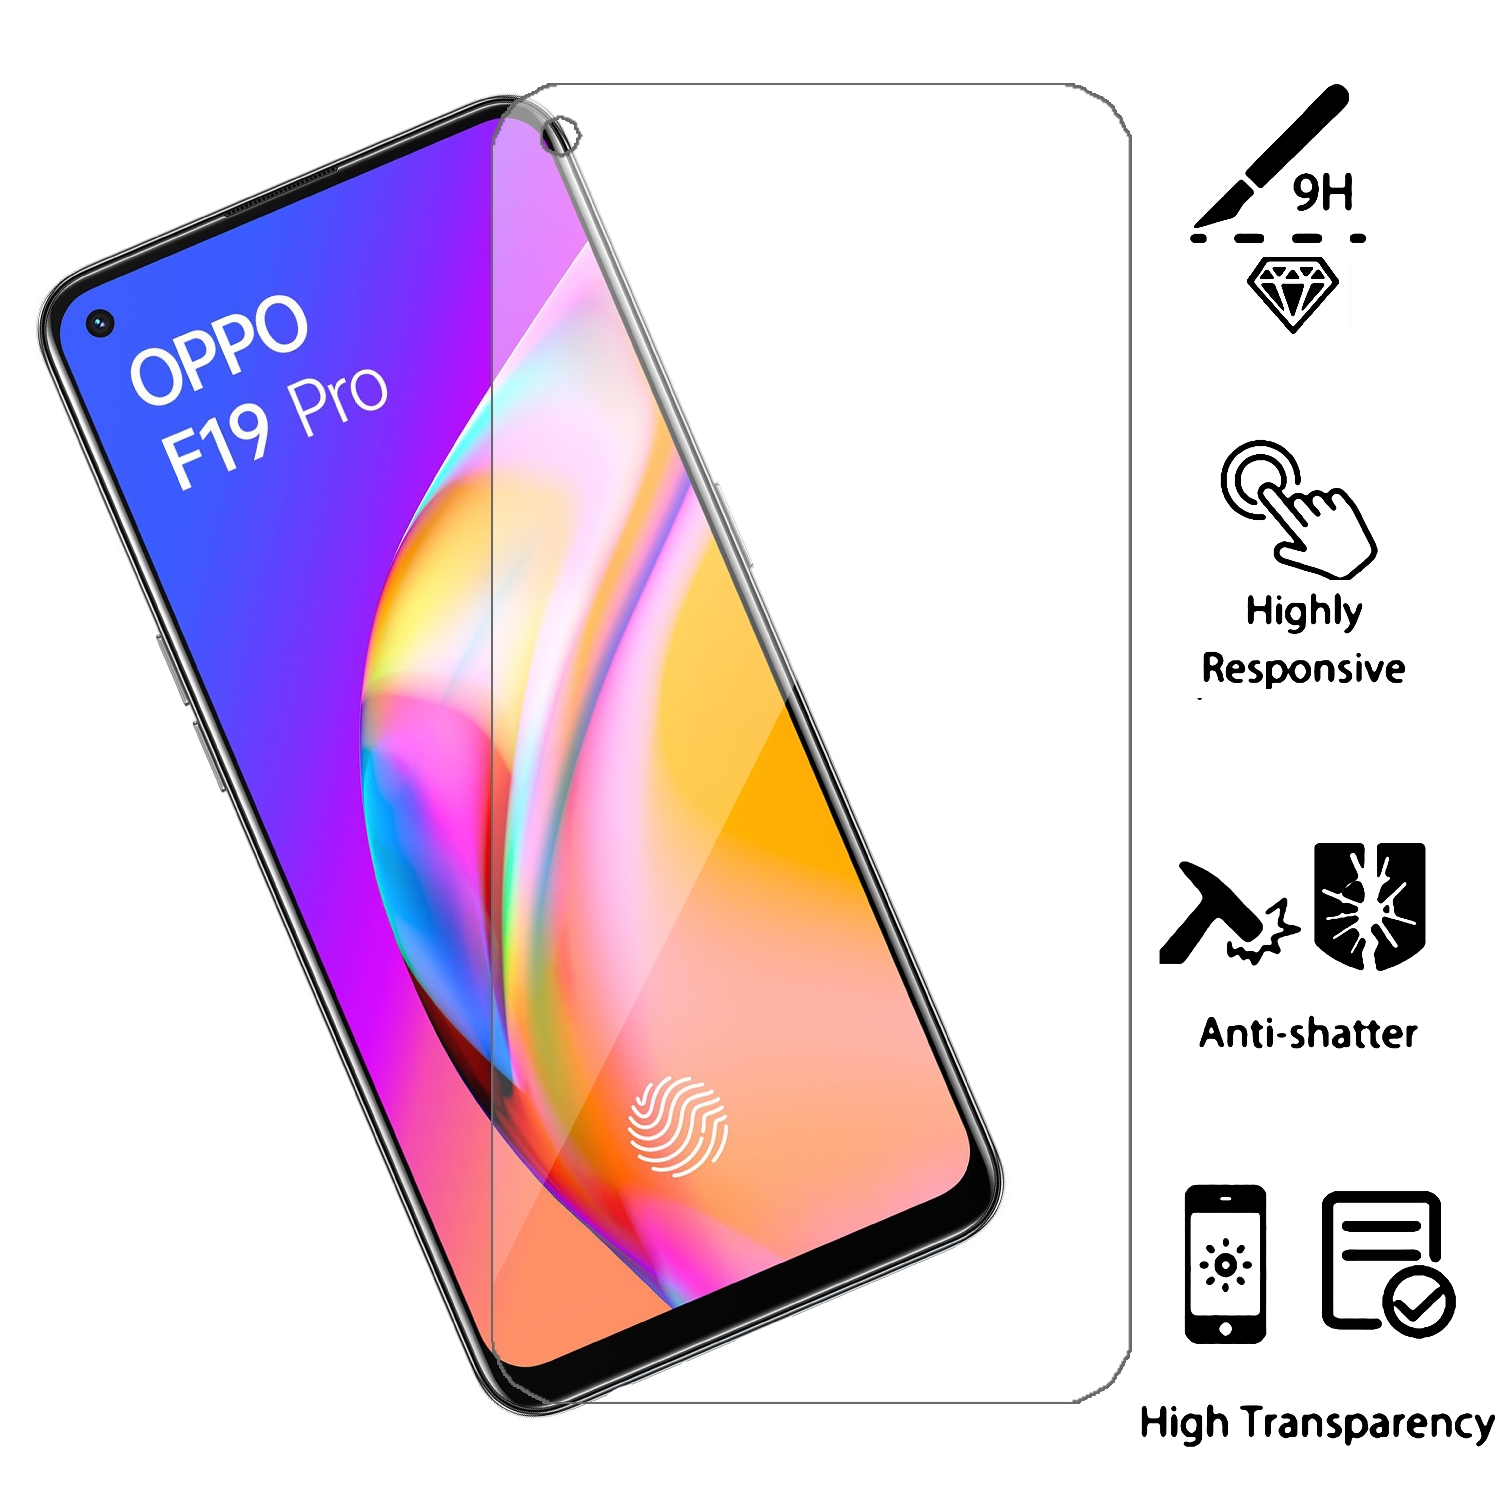 OPPO
F19 Pro
9H
Highly
Responsive
Anti-shatter
High Transparency